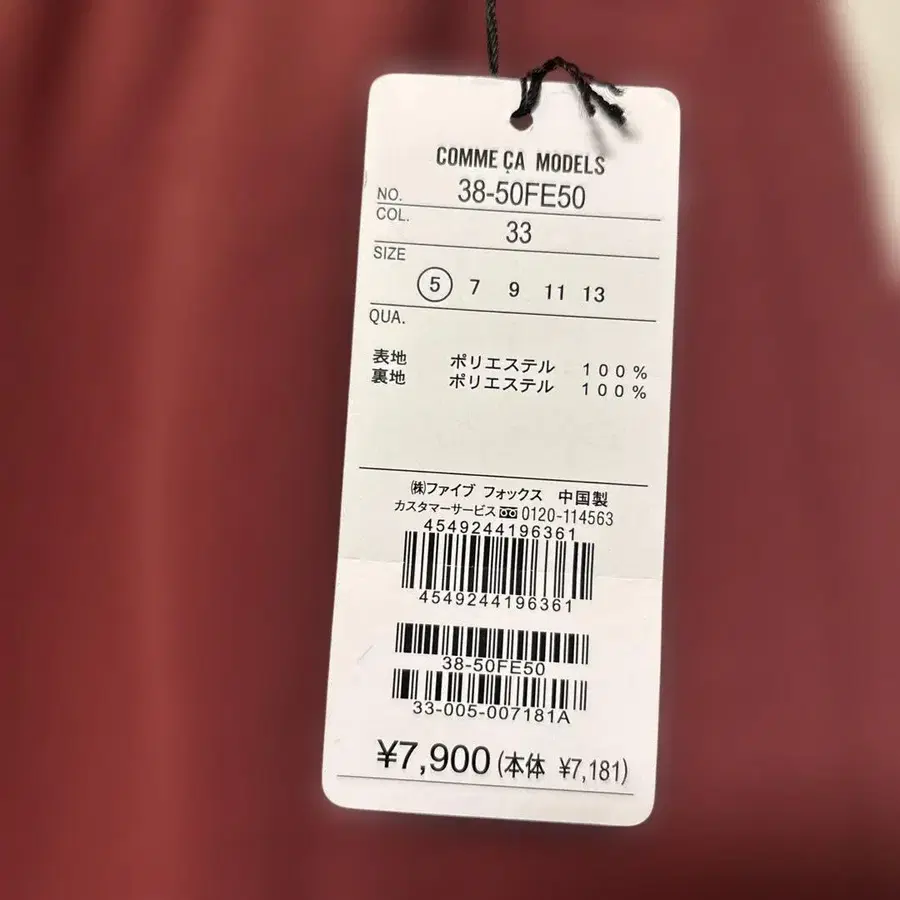 COMME ÇA MODELS
NO. 38-50FE50
COL. 33
SIZE
5 7 9 11 13
QUA.
表地 ポリエステル 100%
裏地 ポリエステル 100%
㈱ファイブ フォックス 中国製
カスタマーサービス 0120-114563
4549244196361
4549244196361
38-50FE50
33-005-007181A
¥7,900(本体 ¥7,181)